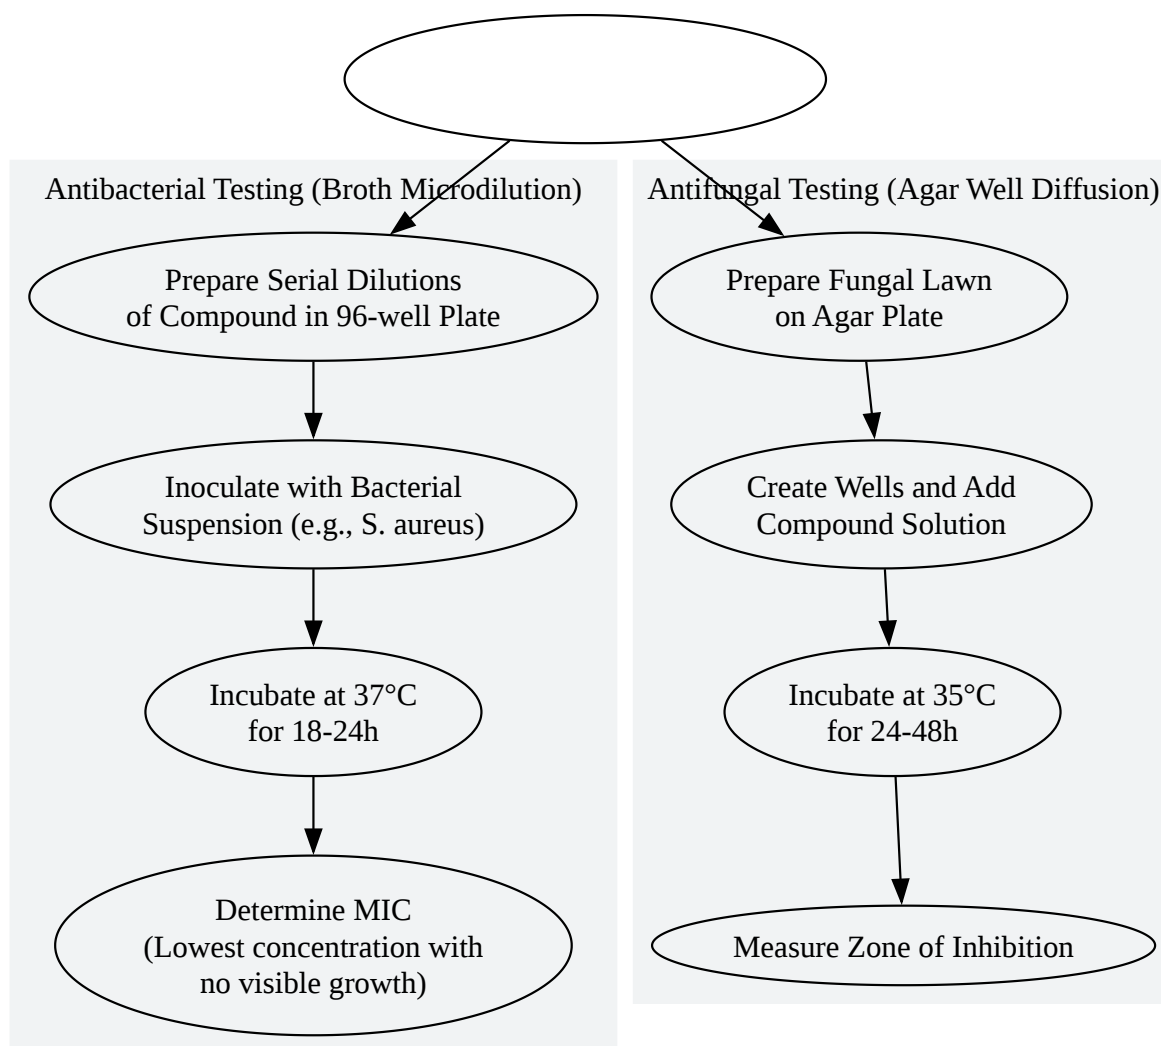 Antibacterial Testing (Broth Microdilution)
Prepare Serial Dilutions
of Compound in 96-well Plate
Inoculate with Bacterial
Suspension (e.g., S. aureus)
Incubate at 37°C
for 18-24h
Determine MIC
(Lowest concentration with
no visible growth)
Antifungal Testing (Agar Well Diffusion)
Prepare Fungal Lawn
on Agar Plate
Create Wells and Add
Compound Solution
Incubate at 35°C
for 24-48h
Measure Zone of Inhibition